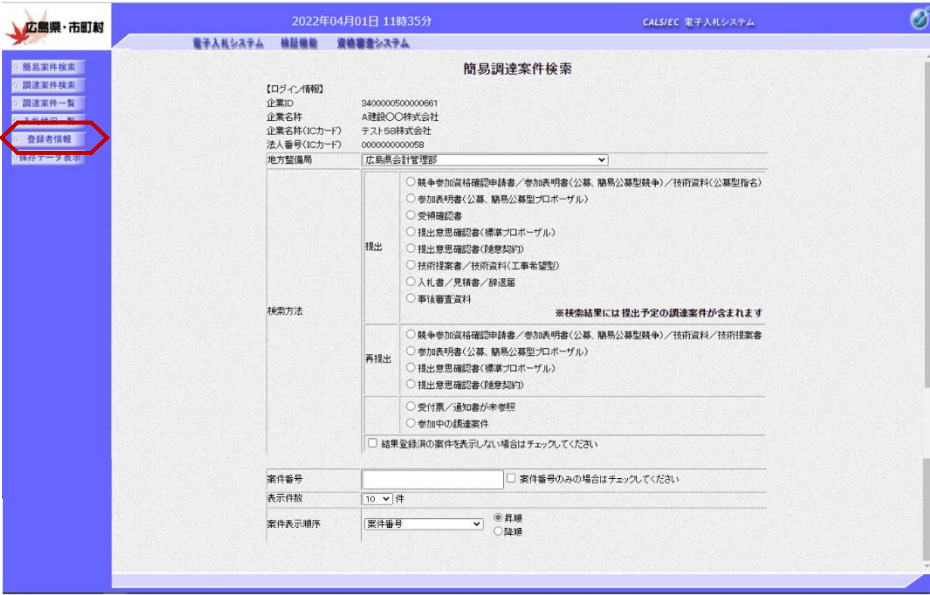 広島県・市町村
2022年04月01日 11時35分
CALS/EC 電子入札システム
電子入札システム 検証機能 資格審査システム
簡易案件検索
調達案件検索
調達案件一覧
入札状況一覧
登録者情報
保存データ表示
簡易調達案件検索
【ログイン情報】
企業ID 3400000500000661
企業名称 A建設〇〇株式会社
企業名称(ICカード) テスト58株式会社
法人番号(ICカード) 0000000000058
地方整備局 広島県会計管理部
検索方法
提出
競争参加資格確認申請書/参加表明書(公募、簡易公募型競争)/技術資料(公募型指名)
参加表明書(公募、簡易公募型プロポーザル)
受領確認書
提出意思確認書(標準プロポーザル)
提出意思確認書(随意契約)
技術提案書/技術資料(工事希望型)
入札書/見積書/辞退届
事後審査資料
※検索結果には提出予定の調達案件が含まれます
再提出
競争参加資格確認申請書/参加表明書(公募、簡易公募型競争)/技術資料/技術提案書
参加表明書(公募、簡易公募型プロポーザル)
提出意思確認書(標準プロポーザル)
提出意思確認書(随意契約)
受付票/通知書が未参照
参加中の調達案件
結果登録済の案件を表示しない場合はチェックしてください
案件番号 案件番号のみの場合はチェックしてください
表示件数 10 件
案件表示順序 案件番号 昇順
降順